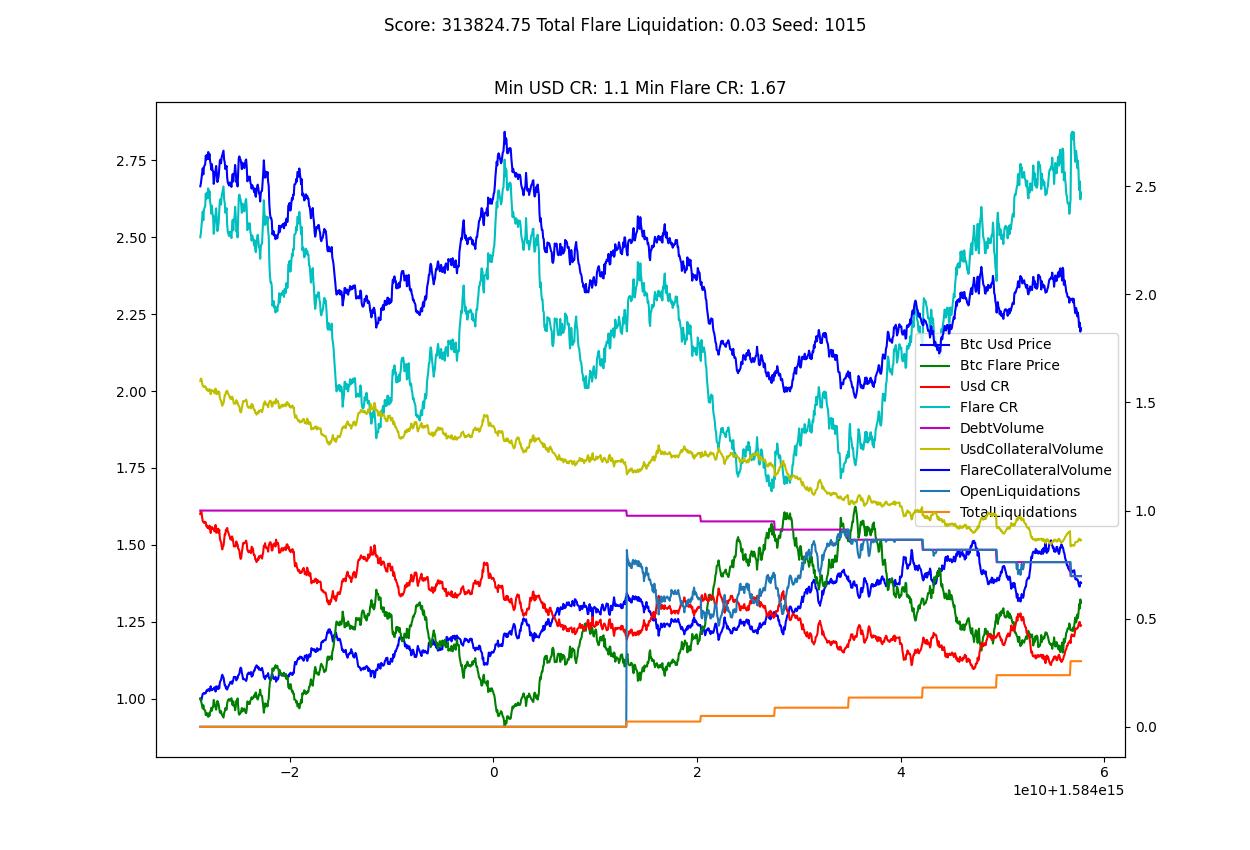 Score: 313824.75 Total Flare Liquidation: 0.03 Seed: 1015
Min USD CR: 1.1 Min Flare CR: 1.67
2.75
2.50
2.25
2.00
1.75
1.50
1.25
1.00
2.5
2.0
1.5
1.0
0.5
0.0
Btc Usd Price
Btc Flare Price
Usd CR
Flare CR
DebtVolume
UsdCollateralVolume
FlareCollateralVolume
OpenLiquidations
TotalLiquidations
−2 0 2 4 6
1e10+1.584e15